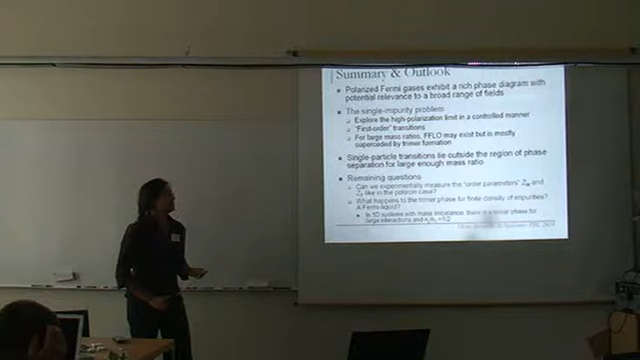 Summary & Outlook
Polarized Fermi gases exhibit a rich phase diagram with
potential relevance to a broad range of fields
The single-impurity problem
Explore the high-polarization limit in a controlled manner
"First-order" transitions
For large mass ratios, FFLO may exist but is mostly
superceded by trimer formation
Single-particle transitions lie outside the region of phase
separation for large enough mass ratio
Remaining questions
Can we experimentally measure the "order parameters" and
like in the polaron case?
What happens to the trimer phase for finite density of impurities?
A Fermi liquid?
In 1D systems with mass imbalance, there is a trimer phase for
large interactions and